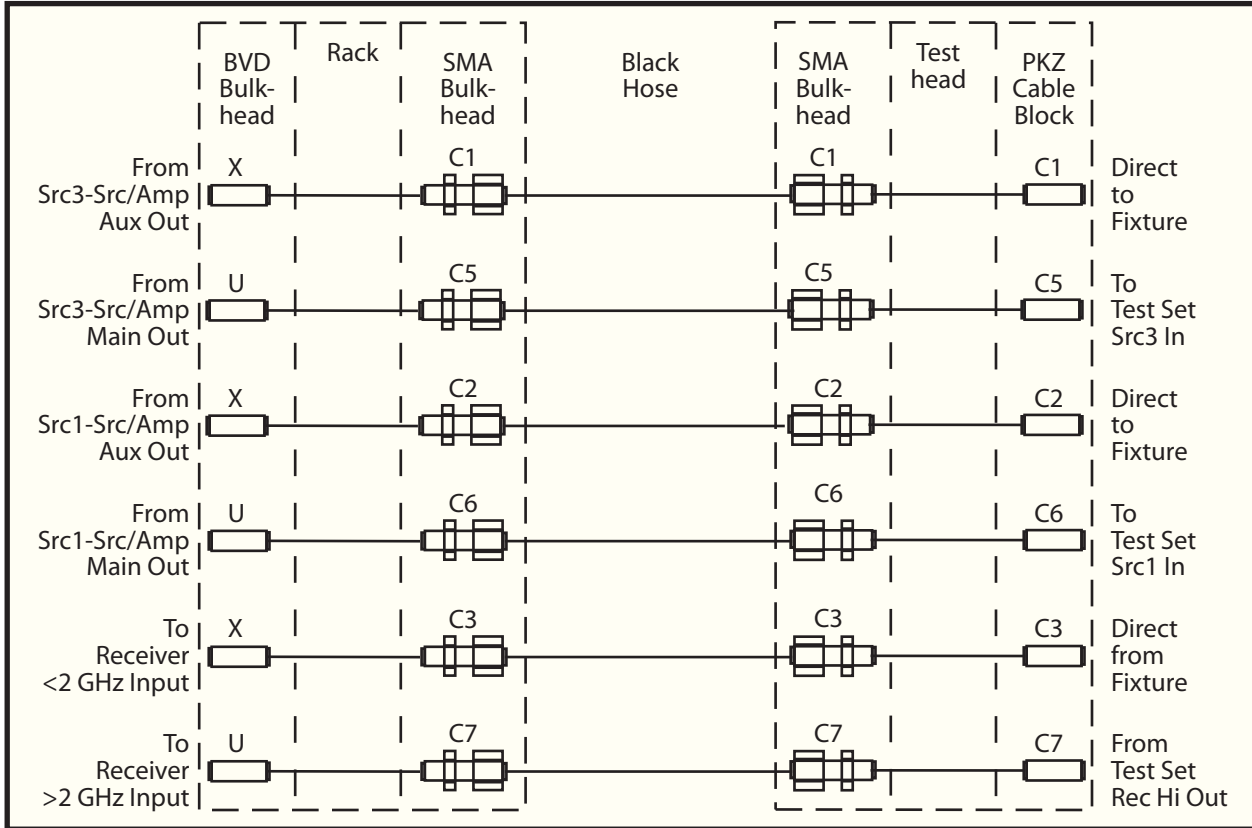 BVD
Bulk-
head
Rack
SMA
Bulk-
head
Black
Hose
SMA
Bulk-
head
Test
head
PKZ
Cable
Block
From
Src3-Src/Amp
Aux Out
X
C1
C1
C1
Direct
to
Fixture
From
Src3-Src/Amp
Main Out
U
C5
C5
C5
To
Test Set
Src3 In
From
Src1-Src/Amp
Aux Out
X
C2
C2
C2
Direct
to
Fixture
From
Src1-Src/Amp
Main Out
U
C6
C6
C6
To
Test Set
Src1 In
To
Receiver
<2 GHz Input
X
C3
C3
C3
Direct
from
Fixture
To
Receiver
>2 GHz Input
U
C7
C7
C7
From
Test Set
Rec Hi Out